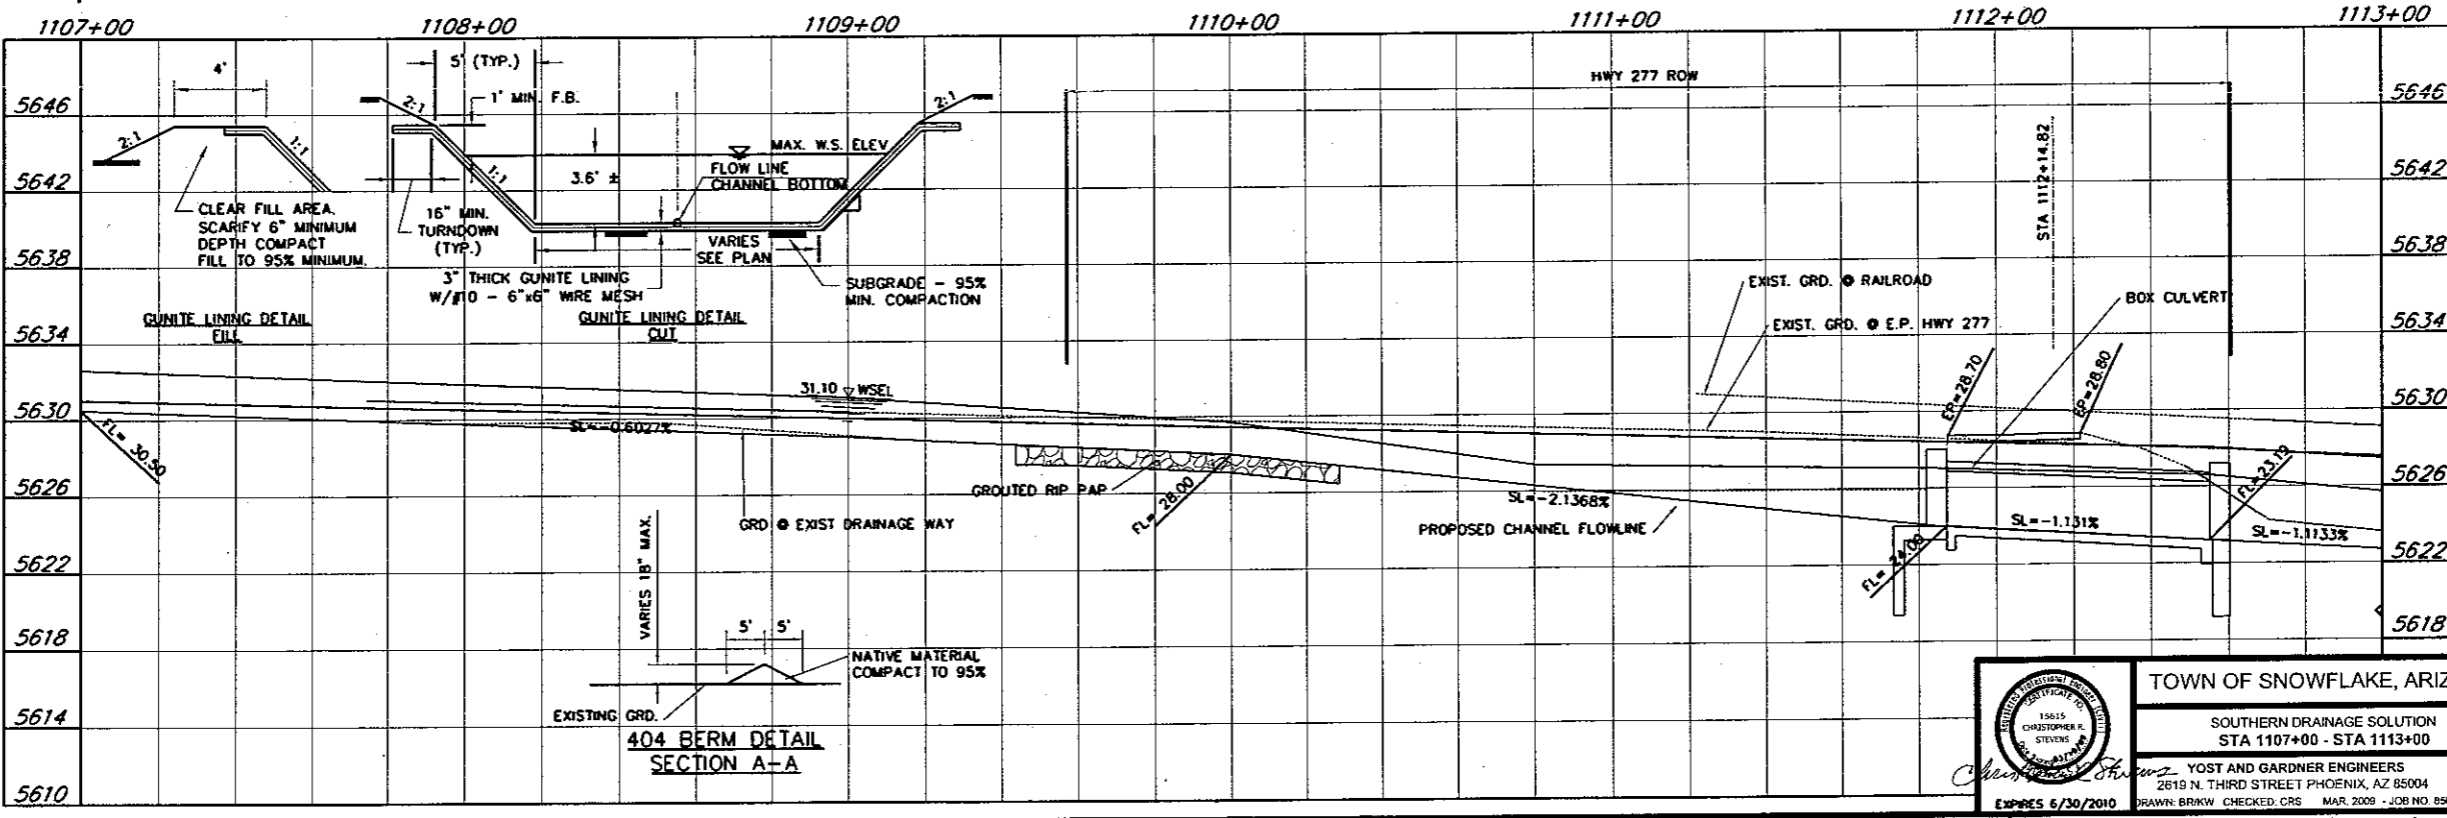 1107+00 1108+00 1109+00 1110+00 1111+00 1112+00 1113+00
5646
5642
5638
5634
5630
5626
5622
5618
5614
5610
4'
2:1
1:1
CLEAR FILL AREA.
SCARIFY 6" MINIMUM
DEPTH COMPACT
FILL TO 95% MINIMUM.
GUNITE LINING DETAIL
FILL
5' (TYP.)
2:1
1' MIN. F.B.
1:1
16" MIN.
TURNDOWN
(TYP.)
3.6' ±
MAX. W.S. ELEV
FLOW LINE
CHANNEL BOTTOM
2:1
VARIES
SEE PLAN
3" THICK GUNITE LINING
W/#10 - 6"x6" WIRE MESH
SUBGRADE - 95%
MIN. COMPACTION
GUNITE LINING DETAIL
CUT
HWY 277 ROW
STA 1112+14.82
EXIST. GRD. @ RAILROAD
EXIST. GRD. @ E.P. HWY 277
BOX CULVERT
EP=28.70
EP=28.80
31.10 WSEL
FL= 30.50
SL=-0.6027%
GRD @ EXIST DRAINAGE WAY
GROUTED RIP PAP
FL= 28.00
SL=-2.1368%
PROPOSED CHANNEL FLOWLINE
FL= 24.00
SL=-1.131%
FL=23.19
SL=-1.1133%
VARIES 18" MAX.
5' 5'
NATIVE MATERIAL
COMPACT TO 95%
EXISTING GRD.
404 BERM DETAIL
SECTION A-A
5646
5642
5638
5634
5630
5626
5622
5618
CERTIFICATE NO.
15615
CHRISTOPHER R.
STEVENS
EXPIRES 6/30/2010
TOWN OF SNOWFLAKE, ARIZ
SOUTHERN DRAINAGE SOLUTION
STA 1107+00 - STA 1113+00
YOST AND GARDNER ENGINEERS
2619 N. THIRD STREET PHOENIX, AZ 85004
DRAWN: BR/KW CHECKED: CRS MAR, 2009 - JOB NO.